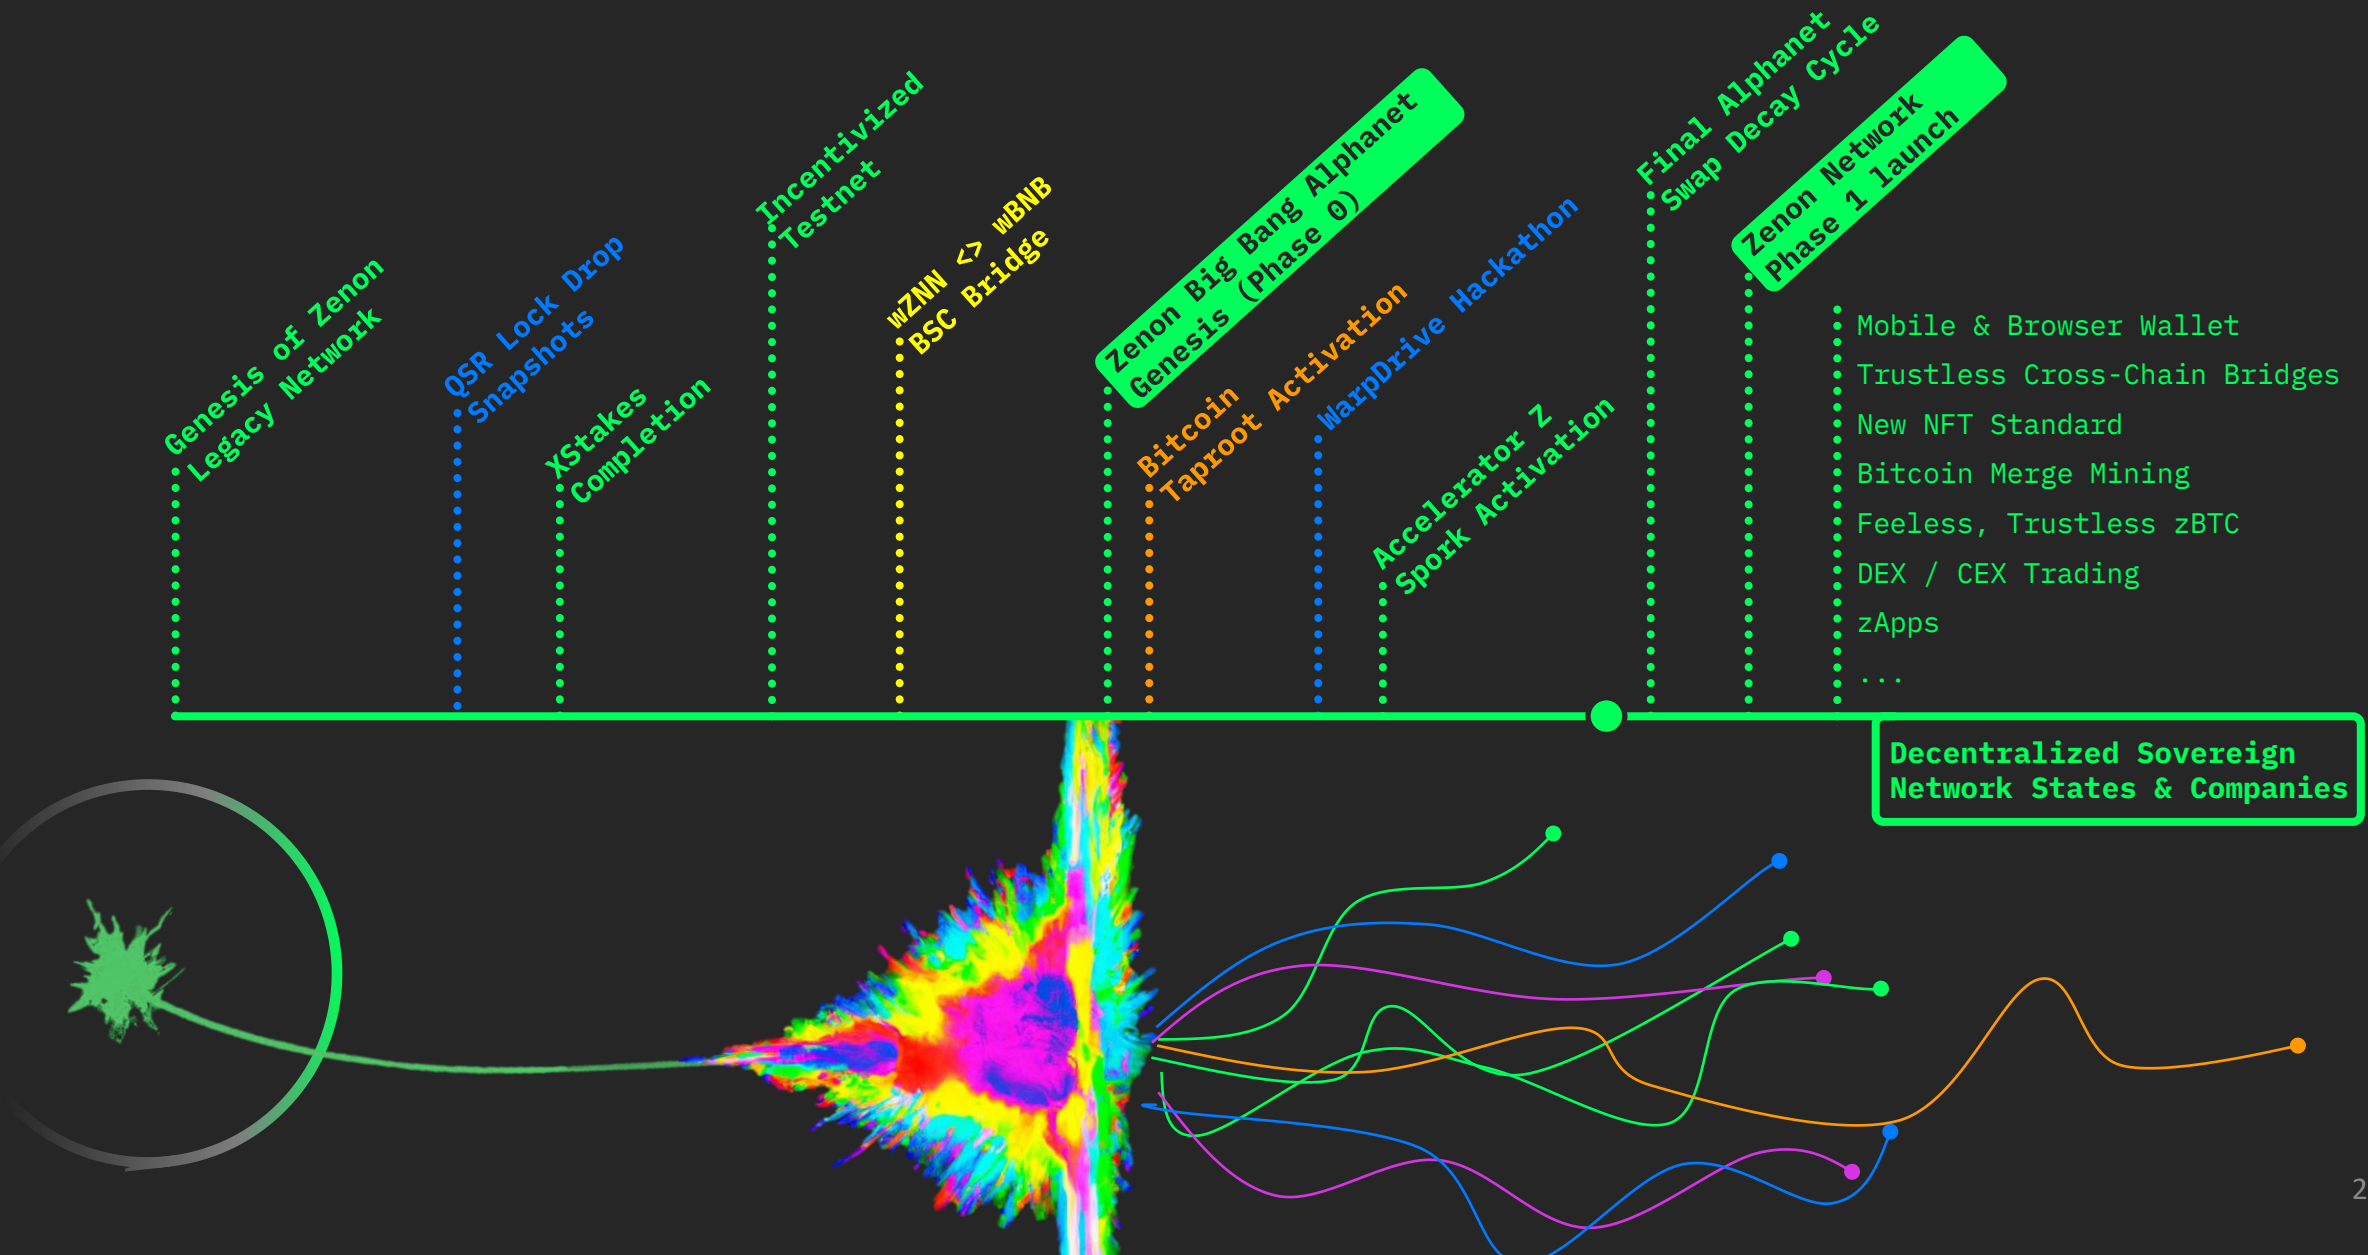 Genesis of Zenon
Legacy Network
QSR Lock Drop
Snapshots
XStakes
Completion
Incentivized
Testnet
wZNN <> wBNB
BSC Bridge
Zenon Big Bang Alphanet
Genesis (Phase 0)
Bitcoin
Taproot Activation
WarpDrive Hackathon
Accelerator Z
Spork Activation
Final Alphanet
Swap Decay Cycle
Zenon Network
Phase 1 launch
Mobile & Browser Wallet
Trustless Cross-Chain Bridges
New NFT Standard
Bitcoin Merge Mining
Feeless, Trustless zBTC
DEX / CEX Trading
zApps
...
Decentralized Sovereign
Network States & Companies
2